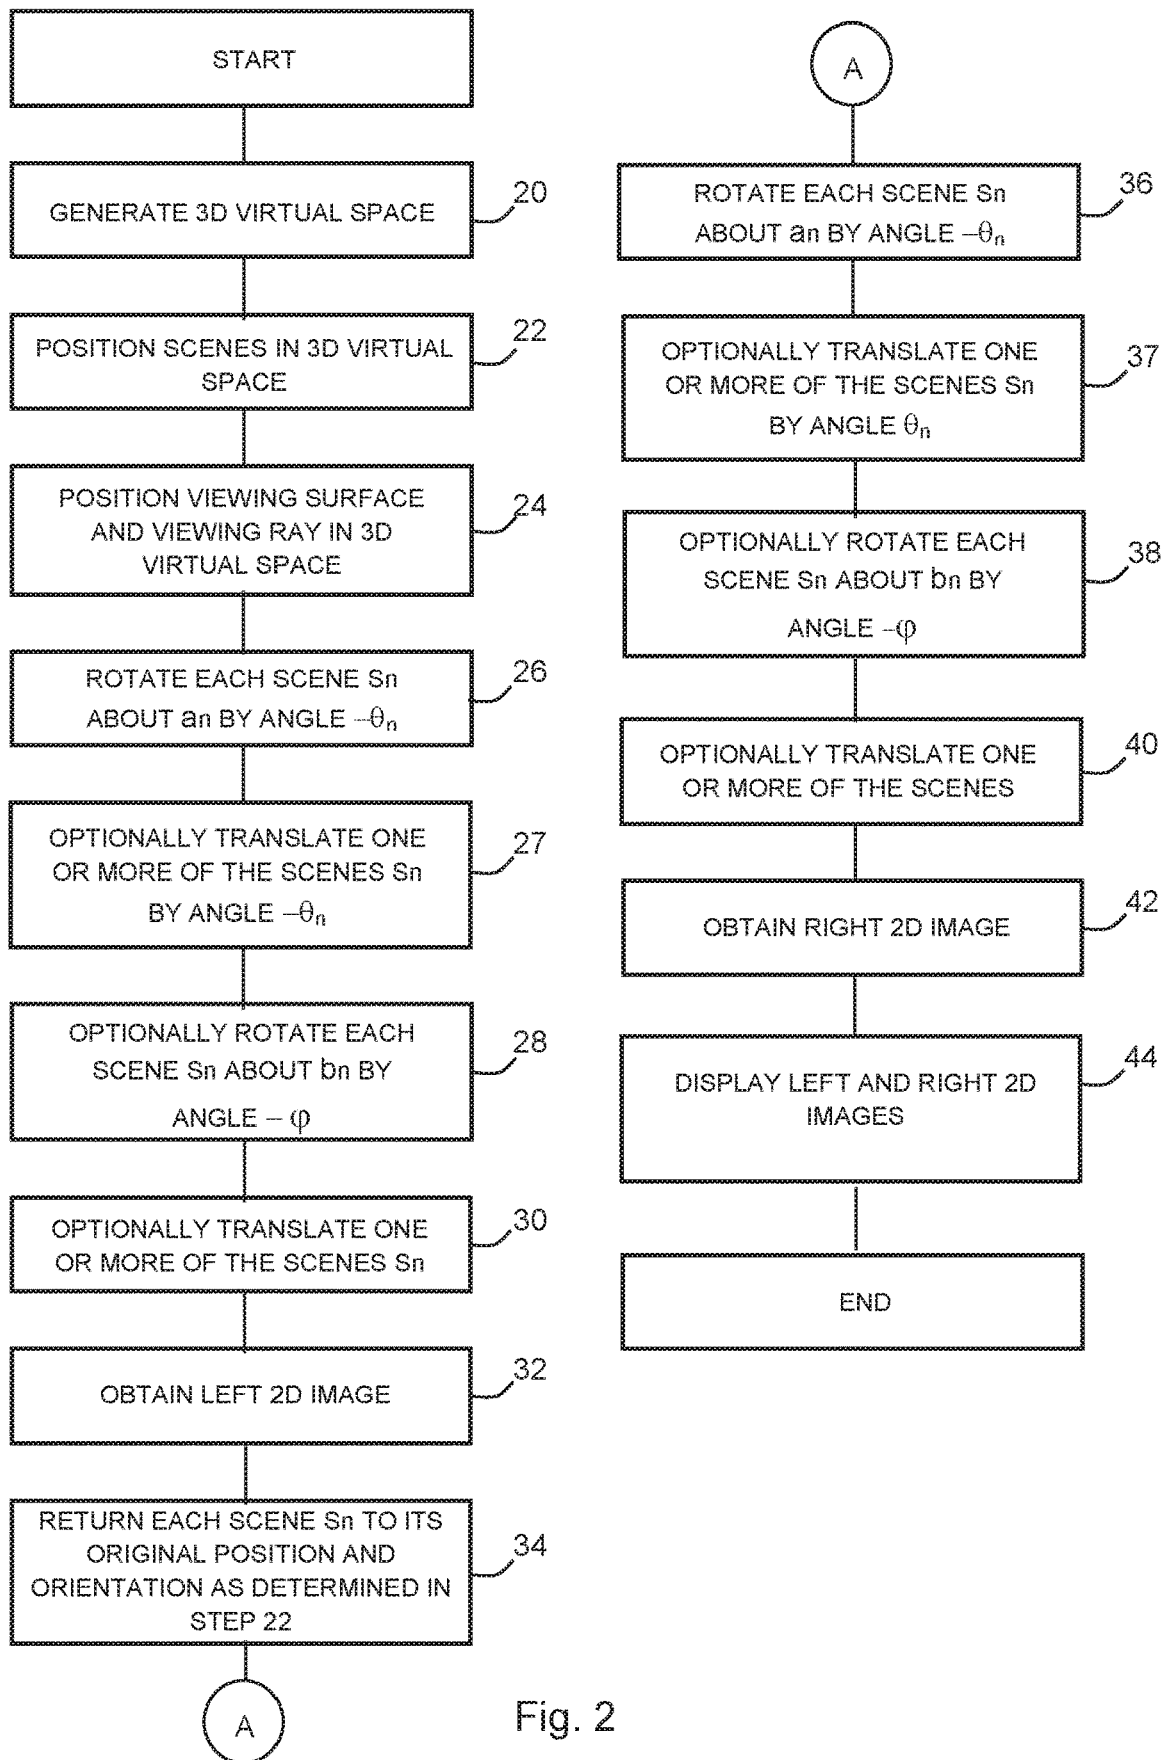 START
GENERATE 3D VIRTUAL SPACE
20
POSITION SCENES IN 3D VIRTUAL
SPACE
22
POSITION VIEWING SURFACE
AND VIEWING RAY IN 3D
VIRTUAL SPACE
24
ROTATE EACH SCENE Sn
ABOUT an BY ANGLE –θn
26
OPTIONALLY TRANSLATE ONE
OR MORE OF THE SCENES Sn
BY ANGLE –θn
27
OPTIONALLY ROTATE EACH
SCENE Sn ABOUT bn BY
ANGLE – φ
28
OPTIONALLY TRANSLATE ONE
OR MORE OF THE SCENES Sn
30
OBTAIN LEFT 2D IMAGE
32
RETURN EACH SCENE Sn TO ITS
ORIGINAL POSITION AND
ORIENTATION AS DETERMINED IN
STEP 22
34
A
A
ROTATE EACH SCENE Sn
ABOUT an BY ANGLE –θn
36
OPTIONALLY TRANSLATE ONE
OR MORE OF THE SCENES Sn
BY ANGLE θn
37
OPTIONALLY ROTATE EACH
SCENE Sn ABOUT bn BY
ANGLE –φ
38
OPTIONALLY TRANSLATE ONE
OR MORE OF THE SCENES
40
OBTAIN RIGHT 2D IMAGE
42
DISPLAY LEFT AND RIGHT 2D
IMAGES
44
END
Fig. 2